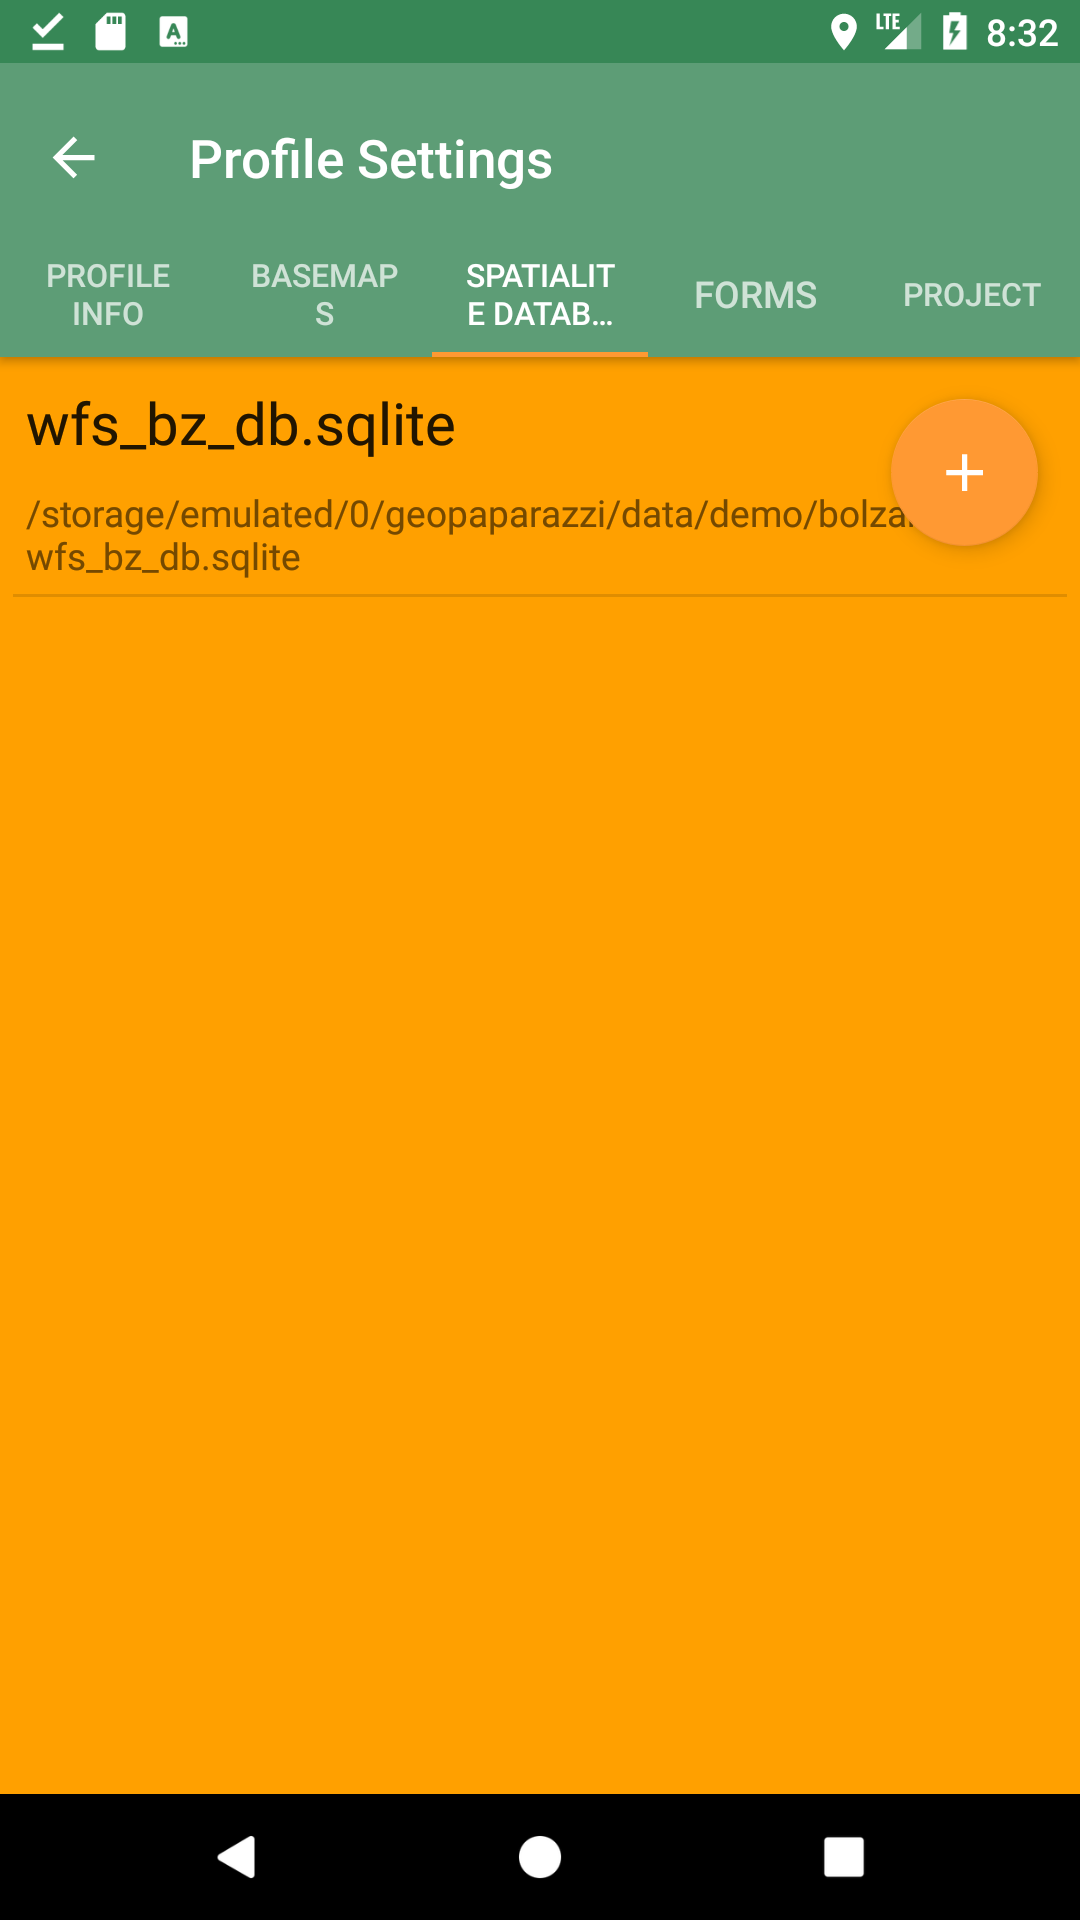 LTE 8:32
Profile Settings
PROFILE
INFO
BASEMAP
S
SPATIALIT
E DATAB...
FORMS
PROJECT
wfs_bz_db.sqlite
/storage/emulated/0/geopaparazzi/data/demo/bolza
wfs_bz_db.sqlite